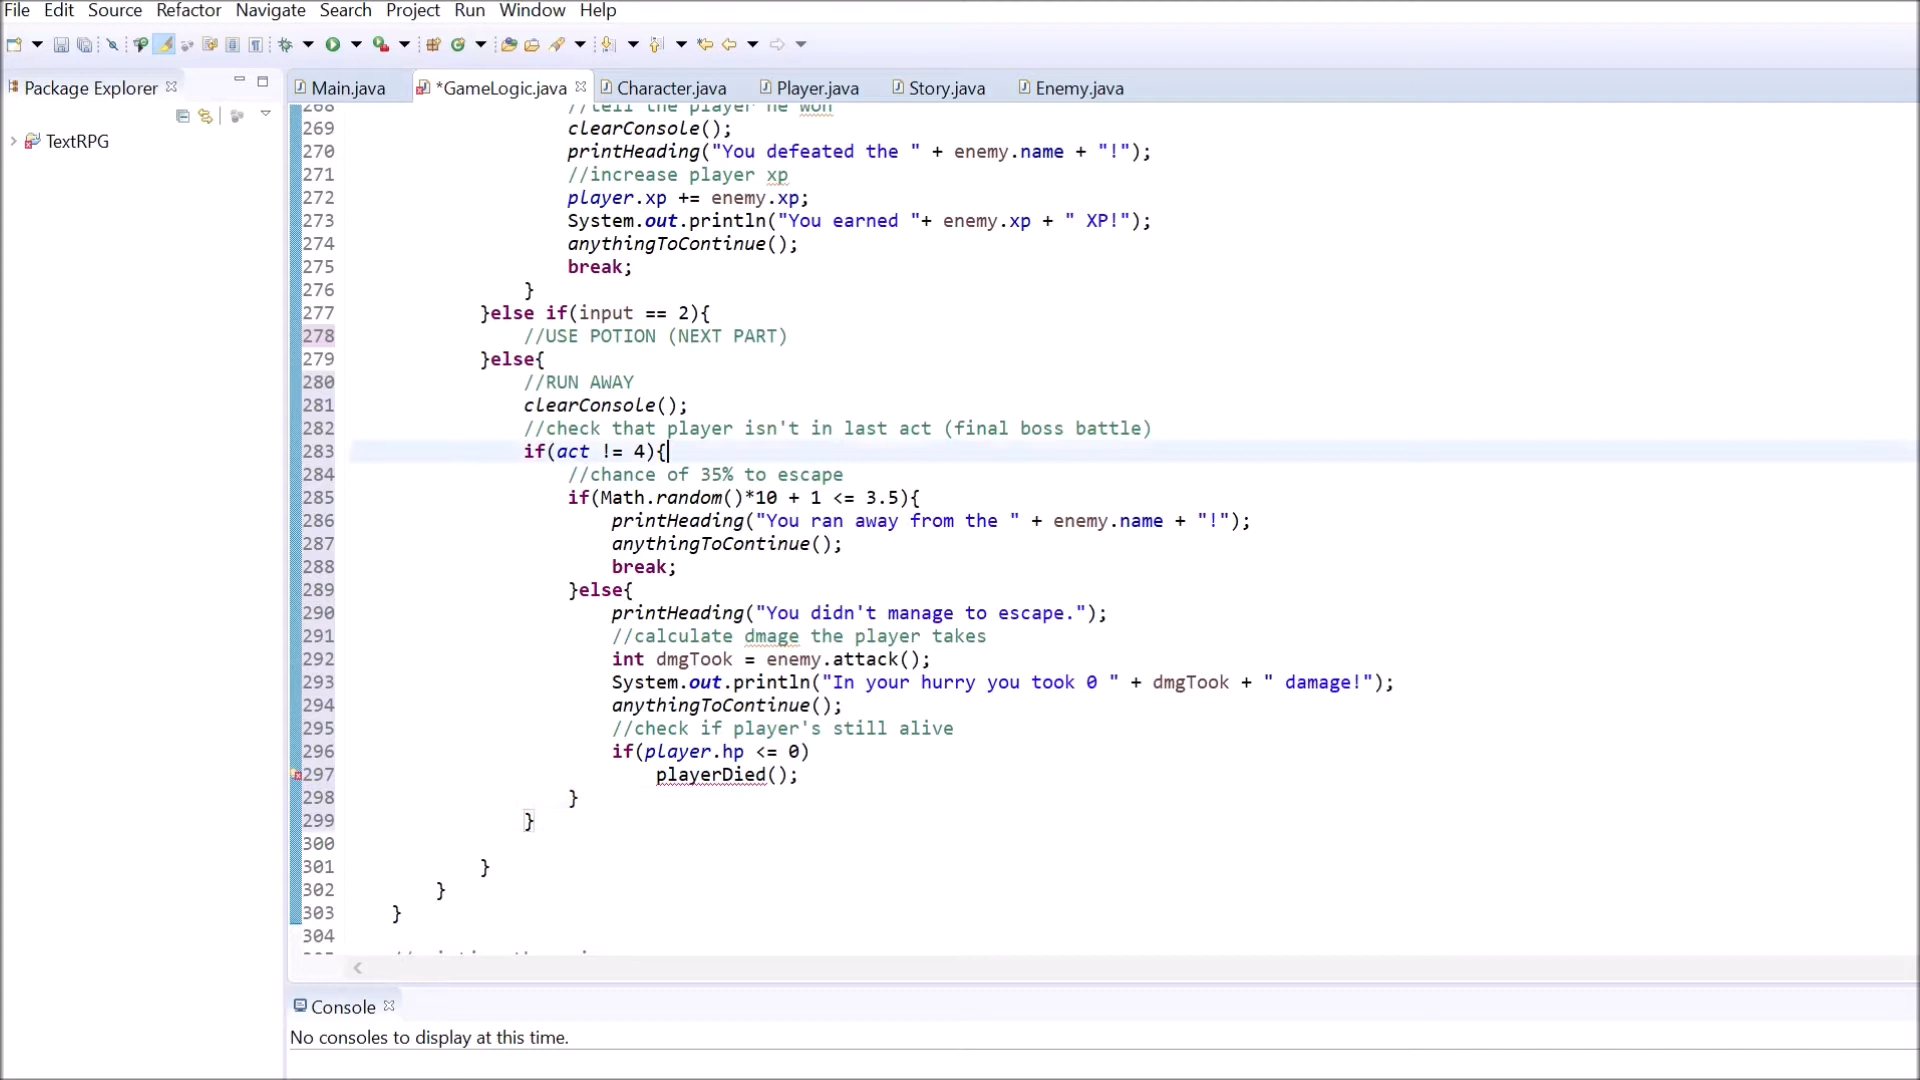 File Edit Source Refactor Navigate Search Project Run Window Help
Package Explorer
TextRPG
Main.java *GameLogic.java Character.java Player.java Story.java Enemy.java
268 //tell the player he won
269 clearConsole();
270 printHeading("You defeated the " + enemy.name + "!");
271 //increase player xp
272 player.xp += enemy.xp;
273 System.out.println("You earned "+ enemy.xp + " XP!");
274 anythingToContinue();
275 break;
276 }
277 }else if(input == 2){
278 //USE POTION (NEXT PART)
279 }else{
280 //RUN AWAY
281 clearConsole();
282 //check that player isn't in last act (final boss battle)
283 if(act != 4){
284 //chance of 35% to escape
285 if(Math.random()*10 + 1 <= 3.5){
286 printHeading("You ran away from the " + enemy.name + "!");
287 anythingToContinue();
288 break;
289 }else{
290 printHeading("You didn't manage to escape.");
291 //calculate dmage the player takes
292 int dmgTook = enemy.attack();
293 System.out.println("In your hurry you took 0 " + dmgTook + " damage!");
294 anythingToContinue();
295 //check if player's still alive
296 if(player.hp <= 0)
297 playerDied();
298 }
299 }
300
301 }
302 }
303 }
304
Console
No consoles to display at this time.